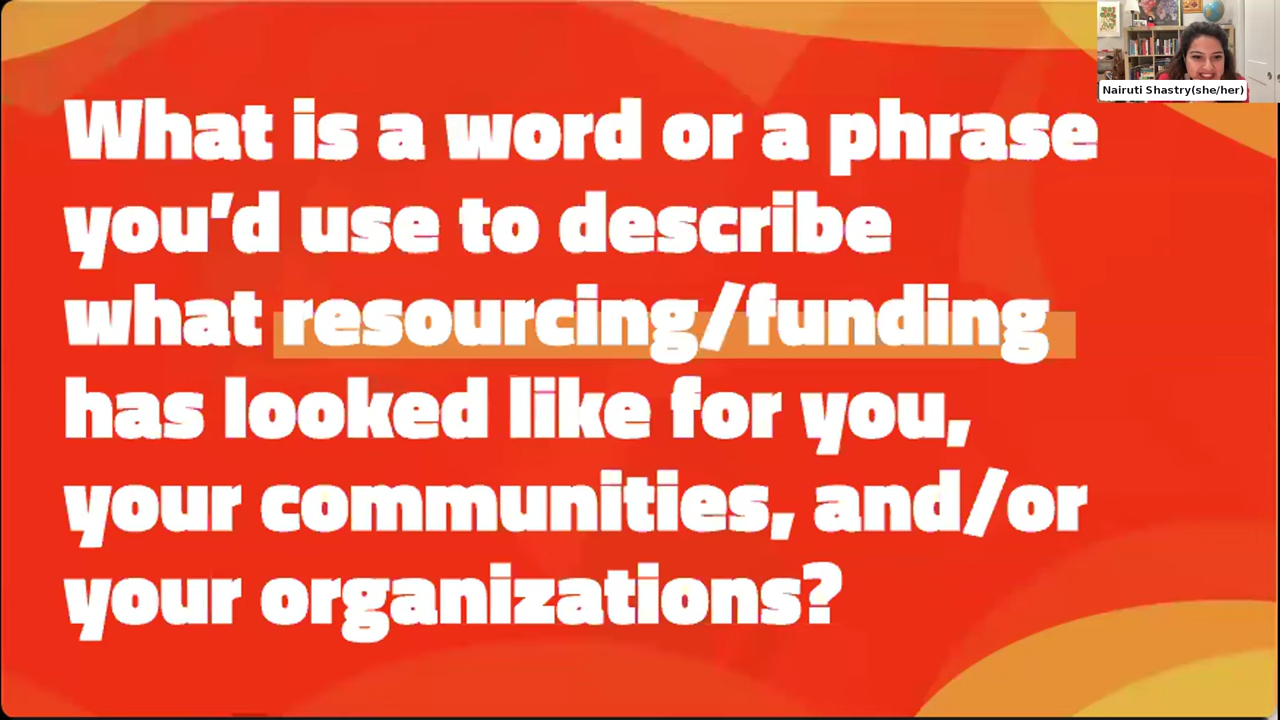 Nairuti Shastry(she/her)
What is a word or a phrase
you’d use to describe
what resourcing/funding
has looked like for you,
your communities, and/or
your organizations?